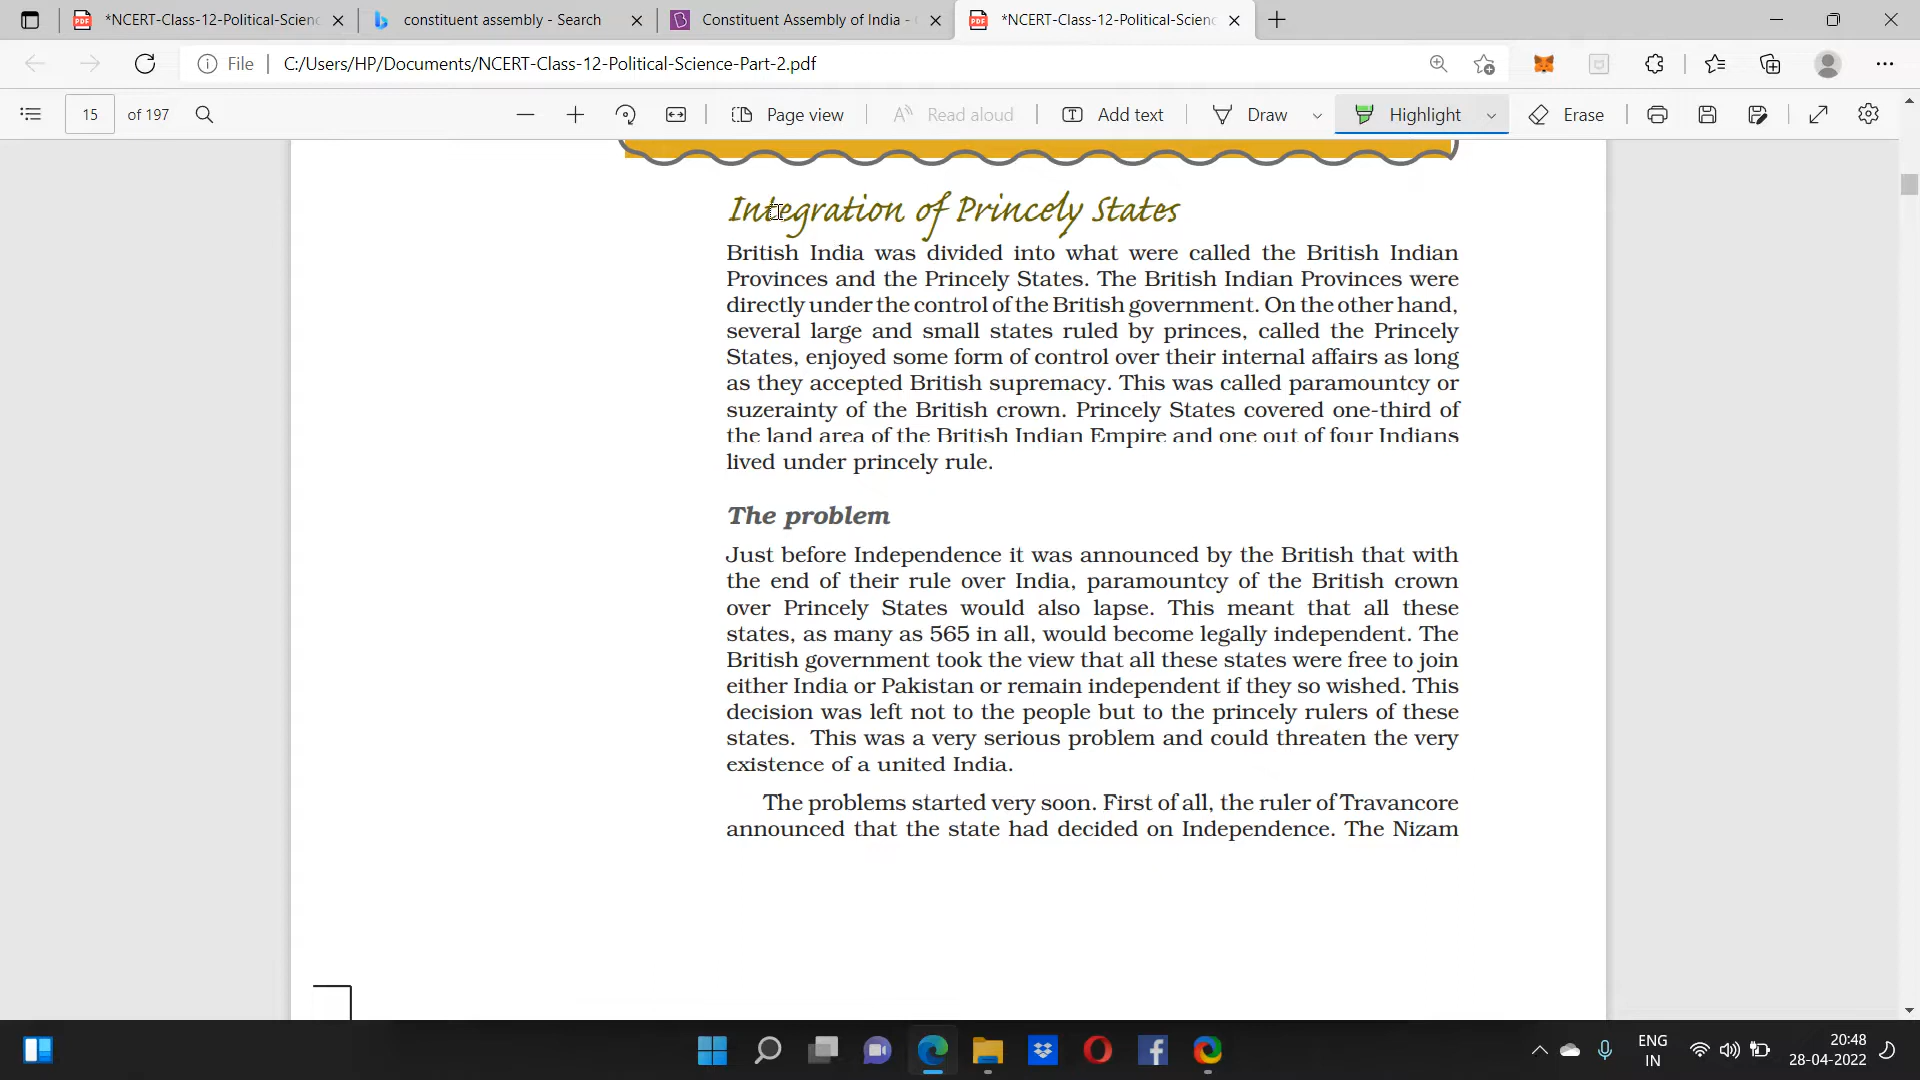 *NCERT-Class-12-Political-Scienc
constituent assembly - Search
Constituent Assembly of India -
*NCERT-Class-12-Political-Scienc
File
C:/Users/HP/Documents/NCERT-Class-12-Political-Science-Part-2.pdf
15 of 197
Page view
Read aloud
Add text
Draw
Highlight
Erase
Integration of Princely States
British India was divided into what were called the British Indian
Provinces and the Princely States. The British Indian Provinces were
directly under the control of the British government. On the other hand,
several large and small states ruled by princes, called the Princely
States, enjoyed some form of control over their internal affairs as long
as they accepted British supremacy. This was called paramountcy or
suzerainty of the British crown. Princely States covered one-third of
the land area of the British Indian Empire and one out of four Indians
lived under princely rule.
The problem
Just before Independence it was announced by the British that with
the end of their rule over India, paramountcy of the British crown
over Princely States would also lapse. This meant that all these
states, as many as 565 in all, would become legally independent. The
British government took the view that all these states were free to join
either India or Pakistan or remain independent if they so wished. This
decision was left not to the people but to the princely rulers of these
states. This was a very serious problem and could threaten the very
existence of a united India.
The problems started very soon. First of all, the ruler of Travancore
announced that the state had decided on Independence. The Nizam
ENG
IN
20:48
28-04-2022